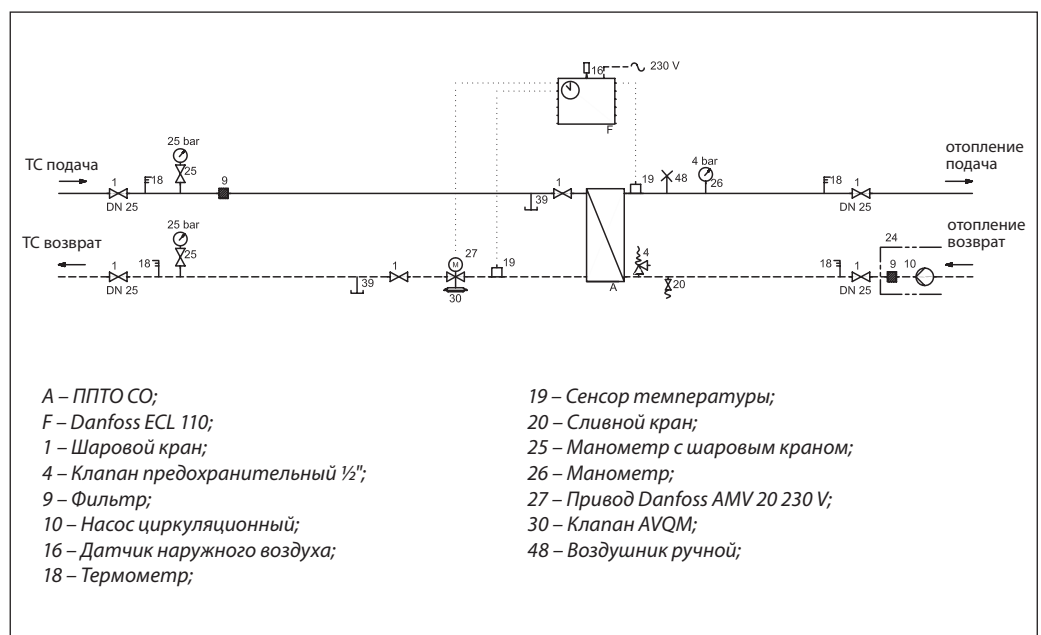 16
230 V
F
25 bar
4 bar
ТС подача
1
18
25
9
1
19
48
26
18
1
отопление
подача
DN 25
39
DN 25
ТС возврат
25 bar
27
4
24
отопление
возврат
1
18
25
39
1
19
18
1
9
10
DN 25
30
A
20
DN 25
A – ППТО СО;
F – Danfoss ECL 110;
1 – Шаровой кран;
4 – Клапан предохранительный ½";
9 – Фильтр;
10 – Насос циркуляционный;
16 – Датчик наружного воздуха;
18 – Термометр;
19 – Сенсор температуры;
20 – Сливной кран;
25 – Манометр с шаровым краном;
26 – Манометр;
27 – Привод Danfoss AMV 20 230 V;
30 – Клапан AVQM;
48 – Воздушник ручной;